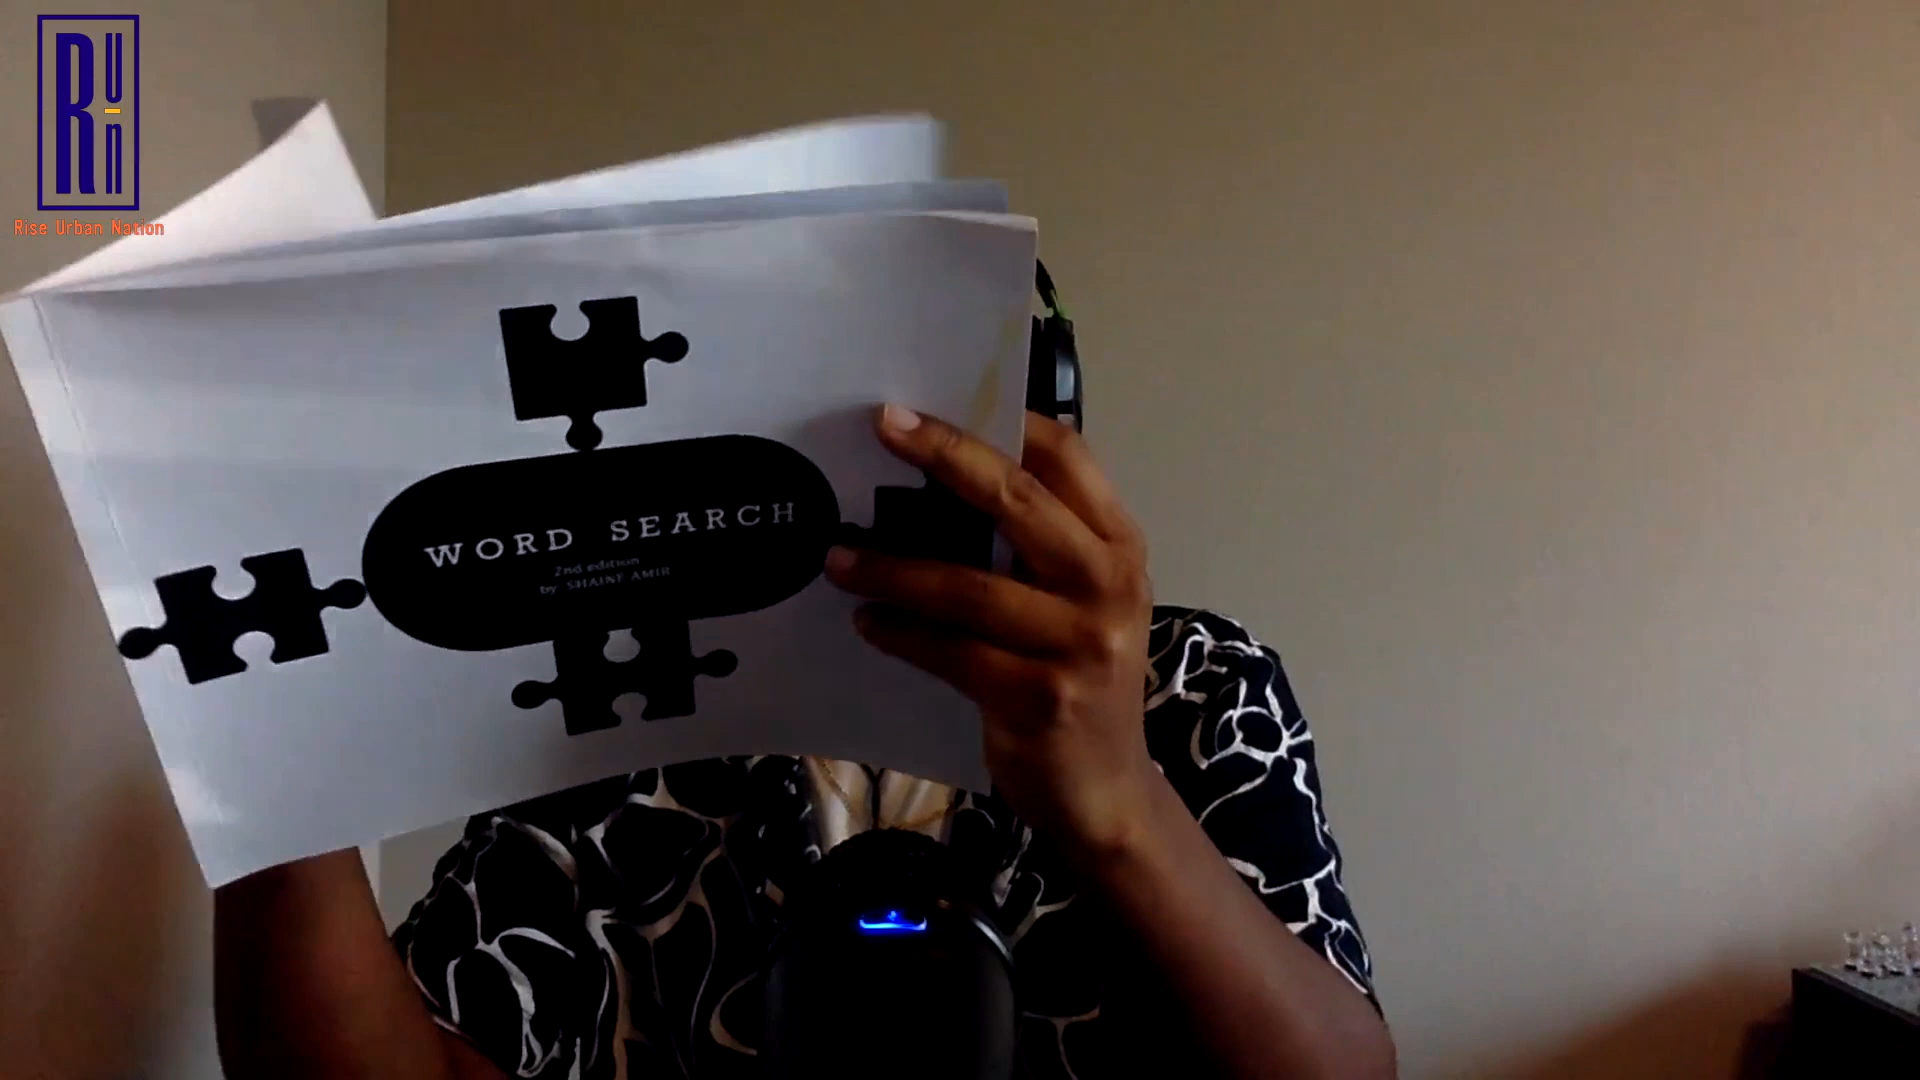 RUn
Rise Urban Nation
WORD SEARCH
2nd edition
by SHAINE AMIR